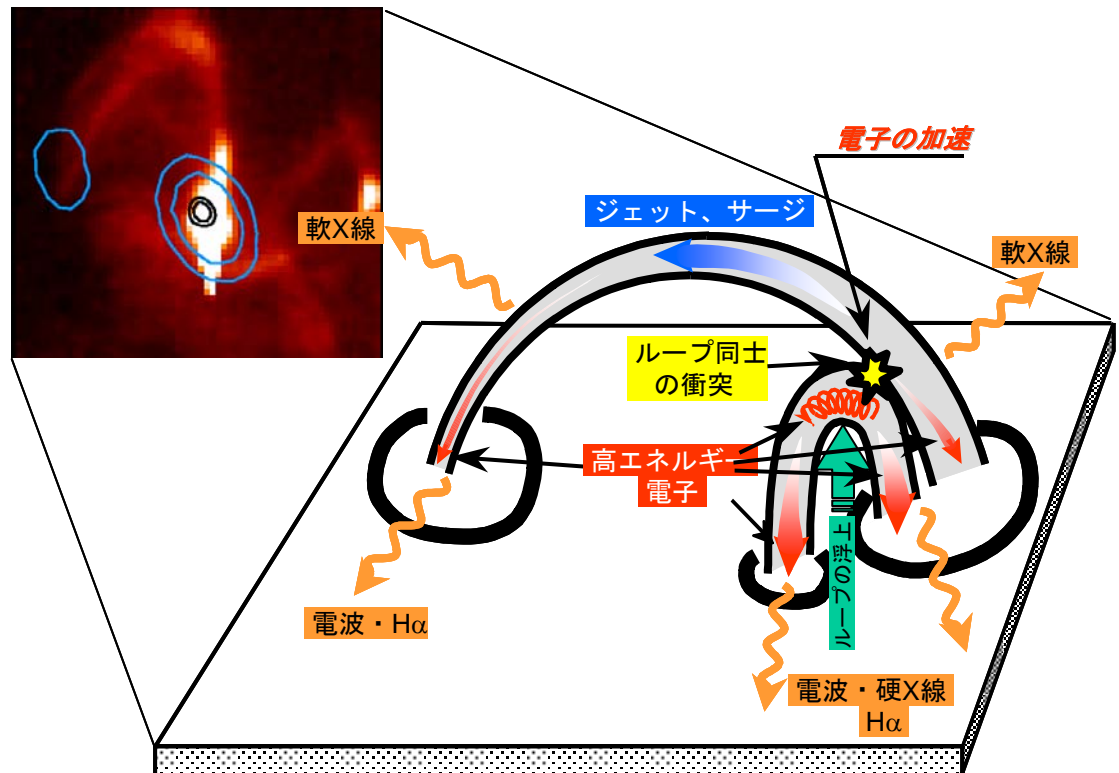 電子の加速
ジェット、サージ
軟X線
軟X線
ループ同士
の衝突
高エネルギー
電子
ループの浮上
電波・Hα
電波・硬X線
Hα